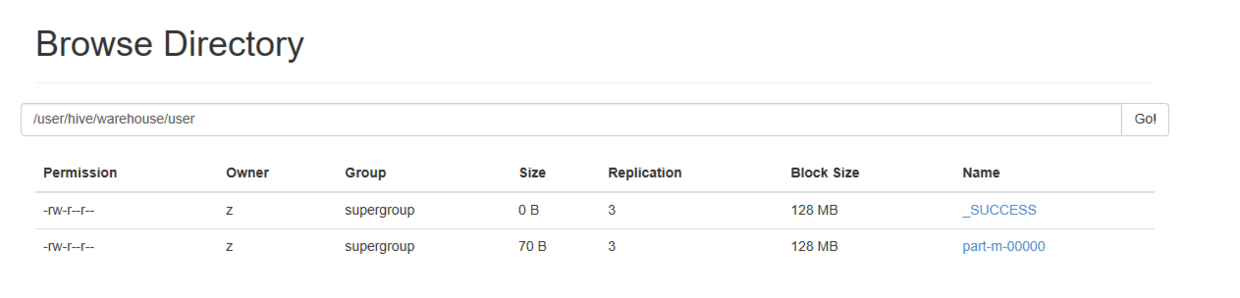 Browse Directory
/user/hive/warehouse/user Go!
Permission Owner Group Size Replication Block Size Name
-rw-r--r-- z supergroup 0 B 3 128 MB _SUCCESS
-rw-r--r-- z supergroup 70 B 3 128 MB part-m-00000